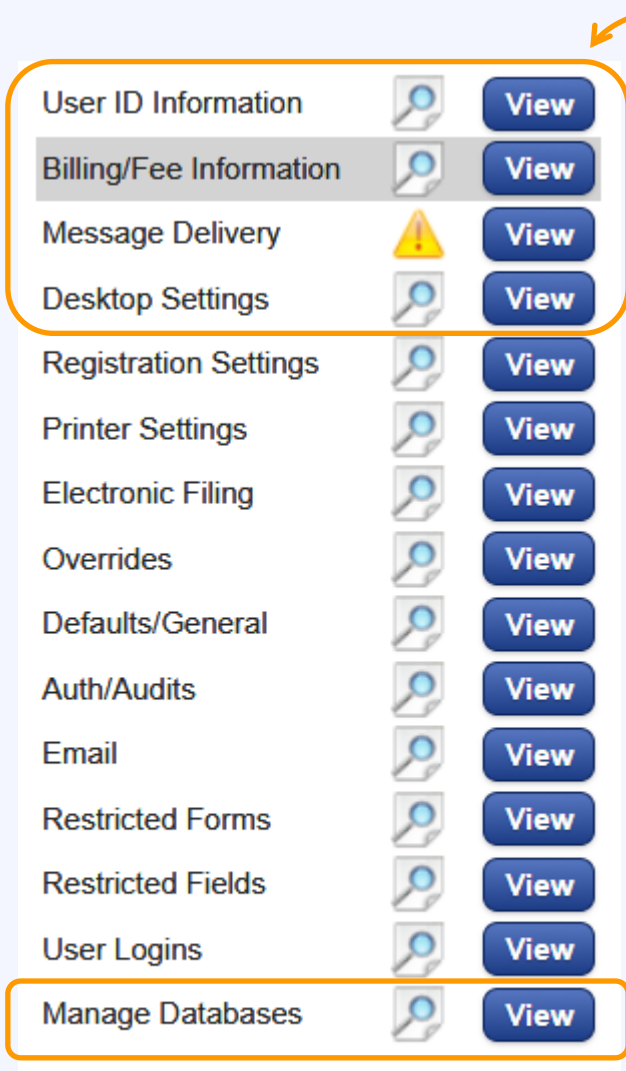 User ID Information View
Billing/Fee Information View
Message Delivery View
Desktop Settings View
Registration Settings View
Printer Settings View
Electronic Filing View
Overrides View
Defaults/General View
Auth/Audits View
Email View
Restricted Forms View
Restricted Fields View
User Logins View
Manage Databases View